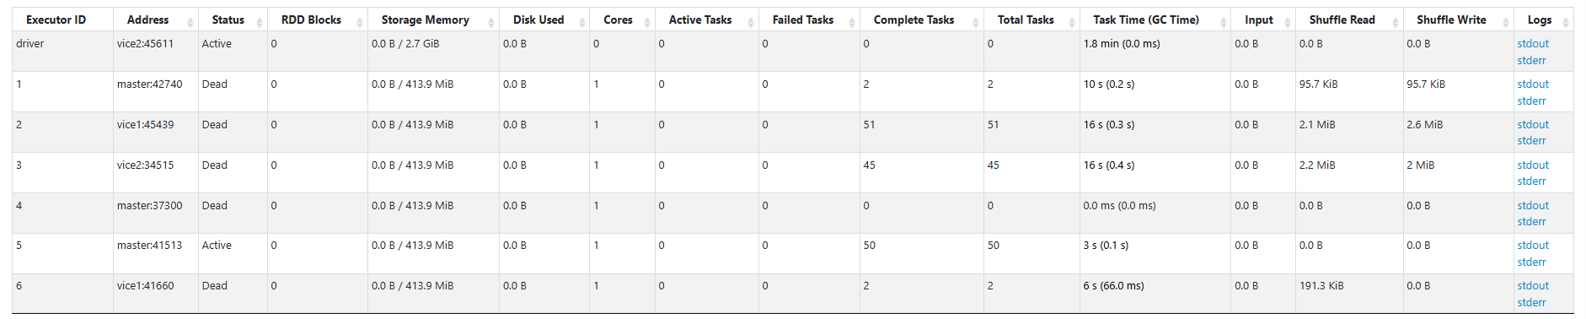 Executor ID Address Status RDD Blocks Storage Memory Disk Used Cores Active Tasks Failed Tasks Complete Tasks Total Tasks Task Time (GC Time) Input Shuffle Read Shuffle Write Logs
driver vice2:45611 Active 0 0.0 B / 2.7 GiB 0.0 B 0 0 0 0 0 1.8 min (0.0 ms) 0.0 B 0.0 B 0.0 B stdout
stderr
1 master:42740 Dead 0 0.0 B / 413.9 MiB 0.0 B 1 0 0 2 2 10 s (0.2 s) 0.0 B 95.7 KiB 95.7 KiB stdout
stderr
2 vice1:45439 Dead 0 0.0 B / 413.9 MiB 0.0 B 1 0 0 51 51 16 s (0.3 s) 0.0 B 2.1 MiB 2.6 MiB stdout
stderr
3 vice2:34515 Dead 0 0.0 B / 413.9 MiB 0.0 B 1 0 0 45 45 16 s (0.4 s) 0.0 B 2.2 MiB 2 MiB stdout
stderr
4 master:37300 Dead 0 0.0 B / 413.9 MiB 0.0 B 1 0 0 0 0 0.0 ms (0.0 ms) 0.0 B 0.0 B 0.0 B stdout
stderr
5 master:41513 Active 0 0.0 B / 413.9 MiB 0.0 B 1 0 0 50 50 3 s (0.1 s) 0.0 B 0.0 B 0.0 B stdout
stderr
6 vice1:41660 Dead 0 0.0 B / 413.9 MiB 0.0 B 1 0 0 2 2 6 s (66.0 ms) 0.0 B 191.3 KiB 0.0 B stdout
stderr